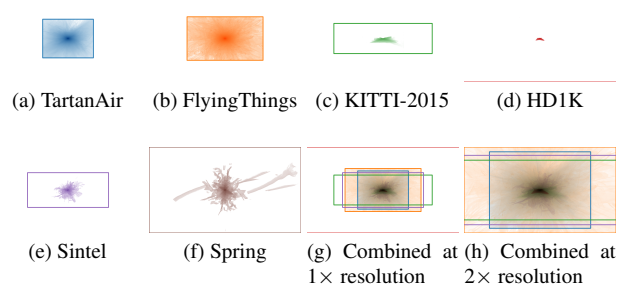 (a) TartanAir
(b) FlyingThings
(c) KITTI-2015
(d) HD1K
(e) Sintel
(f) Spring
(g) Combined at
1× resolution
(h) Combined at
2× resolution